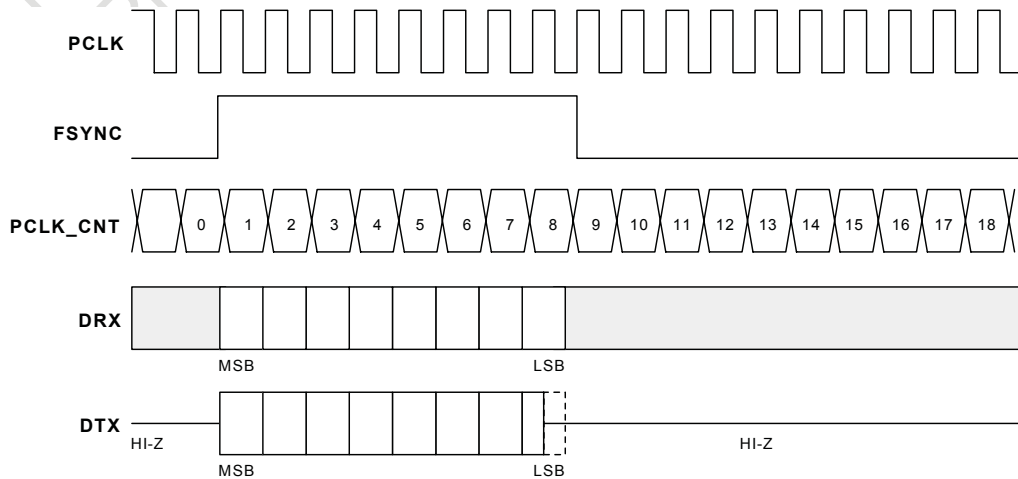 PCLK
FSYNC
PCLK_CNT 0 1 2 3 4 5 6 7 8 9 10 11 12 13 14 15 16 17 18
DRX
MSB LSB
DTX
HI-Z HI-Z
MSB LSB